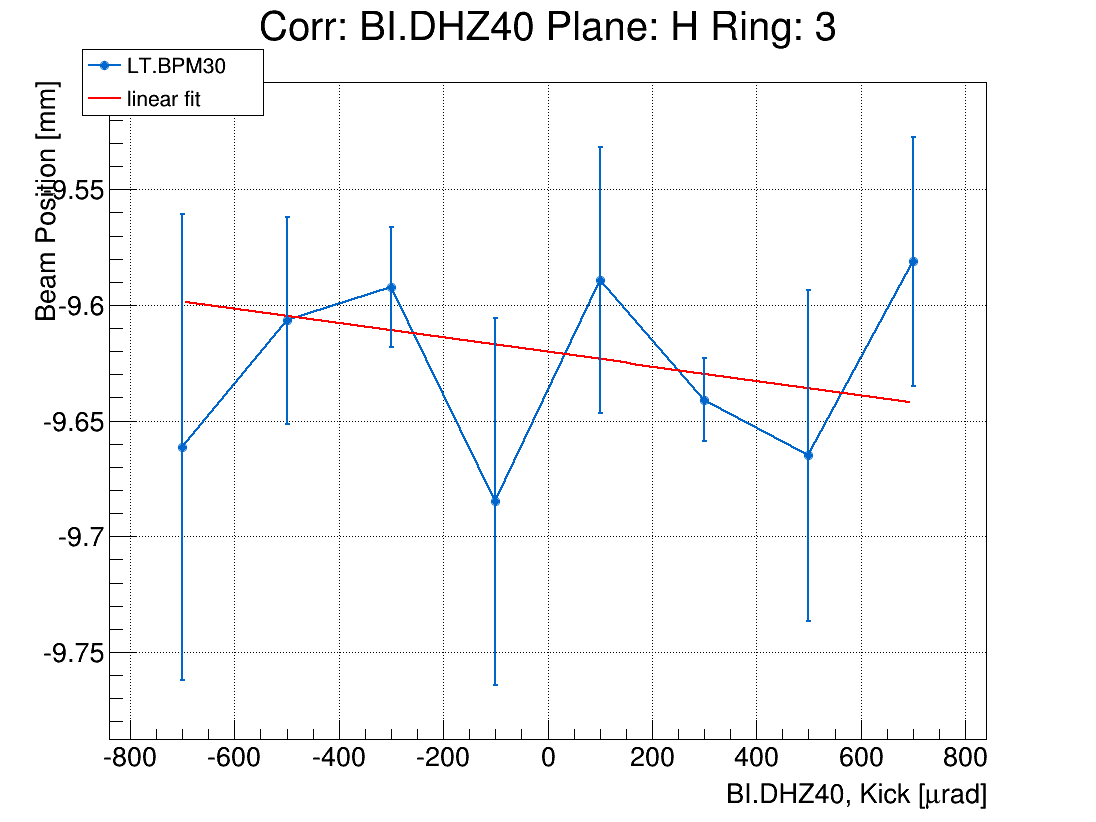 Corr: BI.DHZ40 Plane: H Ring: 3
LT.BPM30
linear fit
Beam Position [mm]
-9.55
-9.6
-9.65
-9.7
-9.75
-800 -600 -400 -200 0 200 400 600 800
BI.DHZ40, Kick [μrad]